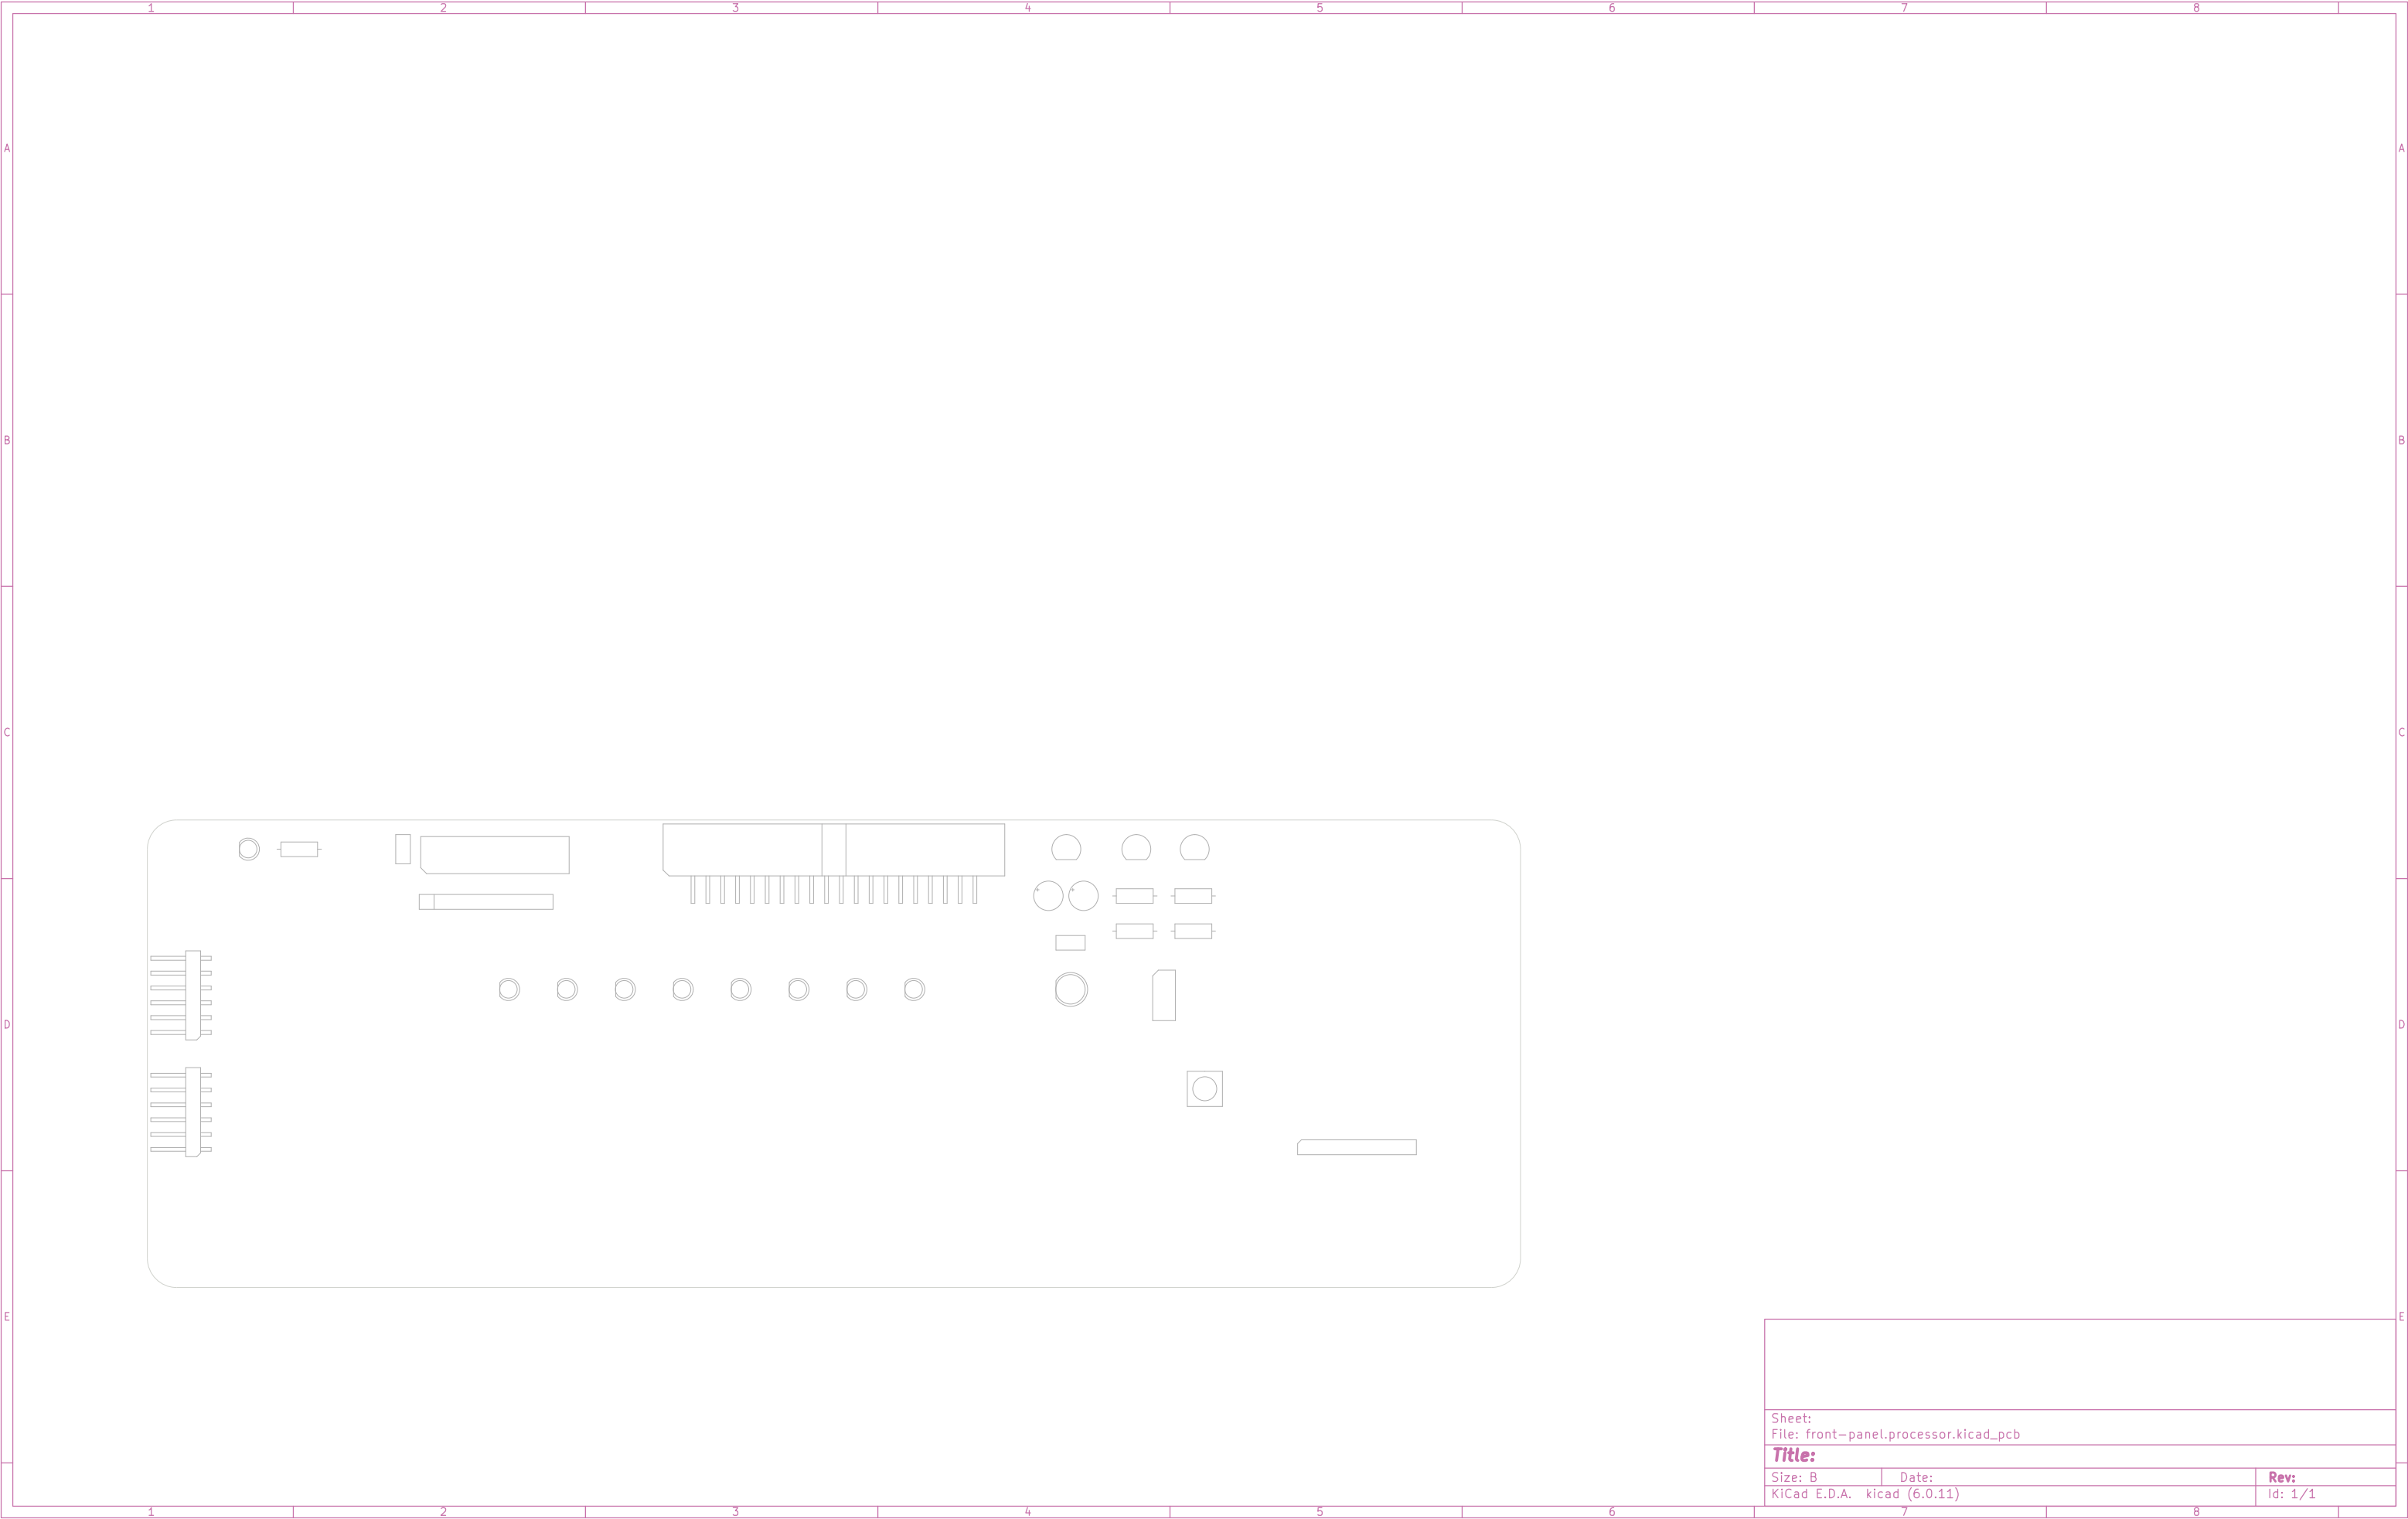 1 2 3 4 5 6 7 8
A A
B B
C C
+ +
D D
E E
Sheet:
File: front-panel.processor.kicad_pcb
Title:
Size: B Date: Rev:
KiCad E.D.A. kicad (6.0.11) Id: 1/1
1 2 3 4 5 6 7 8